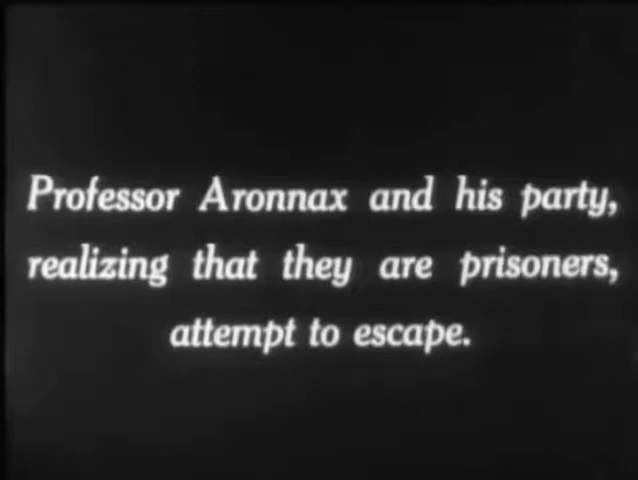 Professor Aronnax and his party,
realizing that they are prisoners,
attempt to escape.